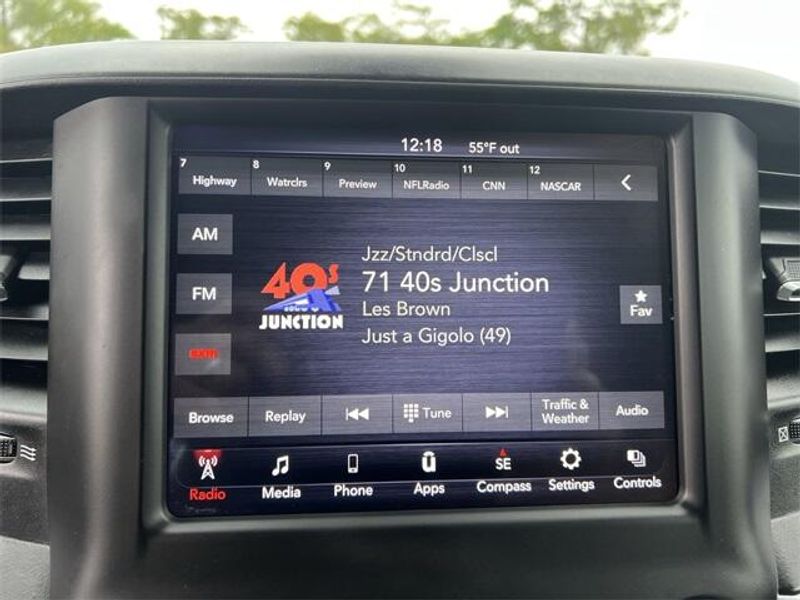 12:18 55°F out
7 Highway 8 Watrclrs 9 Preview 10 NFLRadio 11 CNN 12 NASCAR
AM
FM
sxm
40s
JUNCTION
Jzz/Stndrd/Clscl
71 40s Junction
Les Brown
Just a Gigolo (49)
Fav
Browse Replay Tune Traffic & Weather Audio
Radio Media Phone Apps SE Compass Settings Controls